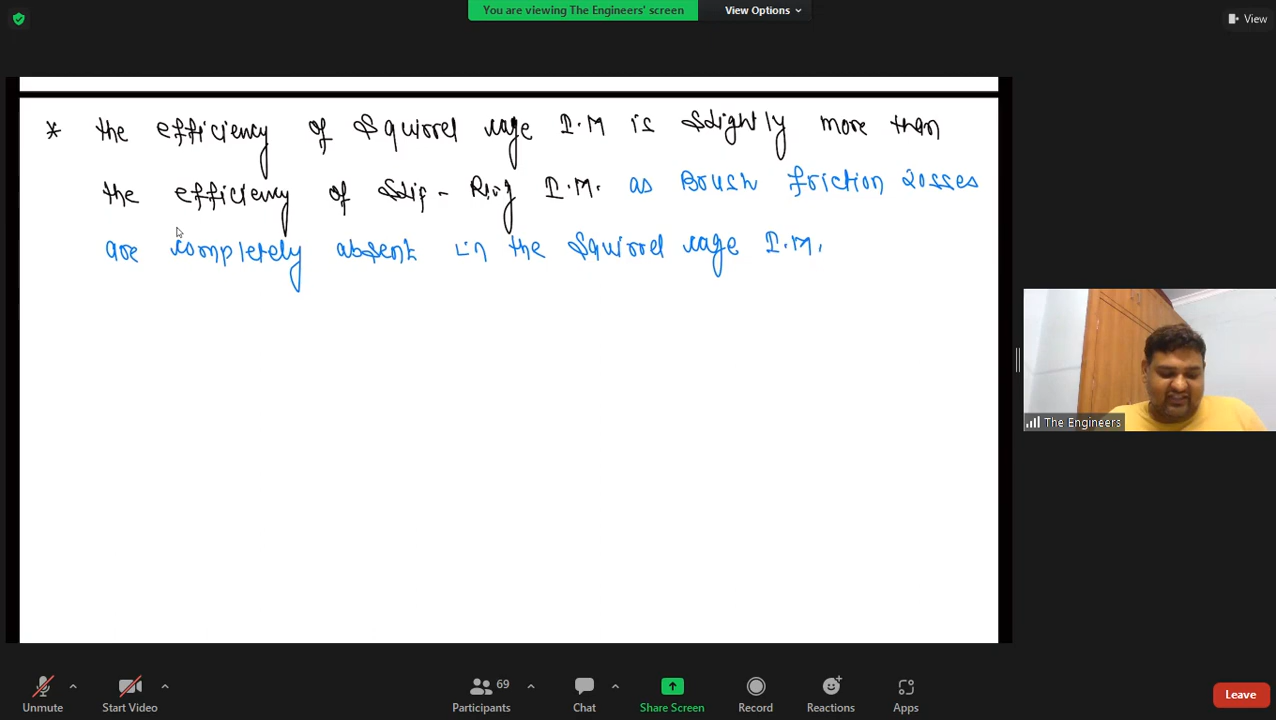 You are viewing The Engineers' screen
View Options
View
* the efficiency of Squirrel cage I.M is slightly more than
the efficiency of Slip-Ring I.M. as Brush friction losses
are completely absent in the Squirrel cage I.M.
The Engineers
69
Unmute
Start Video
Participants
Chat
Share Screen
Record
Reactions
Apps
Leave